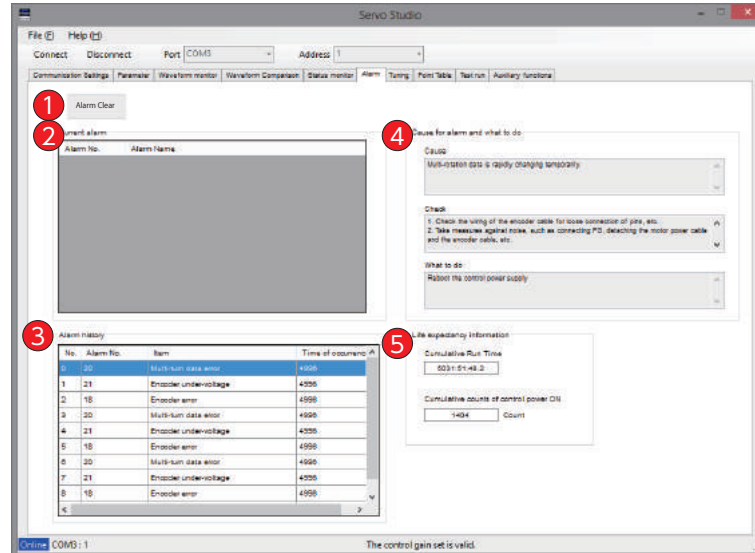 Servo Studio
File (F) Help (H)
Connect Disconnect Port COM3 Address 1
Communication Settings Parameter Waveform monitor Waveform Comparison Status monitor Alarm Tuning Point Table Test run Auxiliary functions
1 Alarm Clear
2 Current alarm
Alarm No. Alarm Name
3 Alarm history
No. Alarm No. Item Time of occurrenc
0 20 Multi-turn data error 4996
1 21 Encoder under-voltage 4996
2 18 Encoder error 4996
3 20 Multi-turn data error 4996
4 21 Encoder under-voltage 4996
5 18 Encoder error 4996
6 20 Multi-turn data error 4996
7 21 Encoder under-voltage 4996
8 18 Encoder error 4996
4 Cause for alarm and what to do
Cause
Multi-rotation data is rapidly changing temporarily.
Check
1. Check the wiring of the encoder cable for loose connection of pins, etc.
2. Take measures against noise, such as connecting FG, detaching the motor power cable
and the encoder cable, etc.
What to do
Reboot the control power supply
5 Life expectancy information
Cumulative Run Time
5031:51:48.2
Cumulative counts of control power ON
1484 Count
Online COM3 : 1 The control gain set is valid.